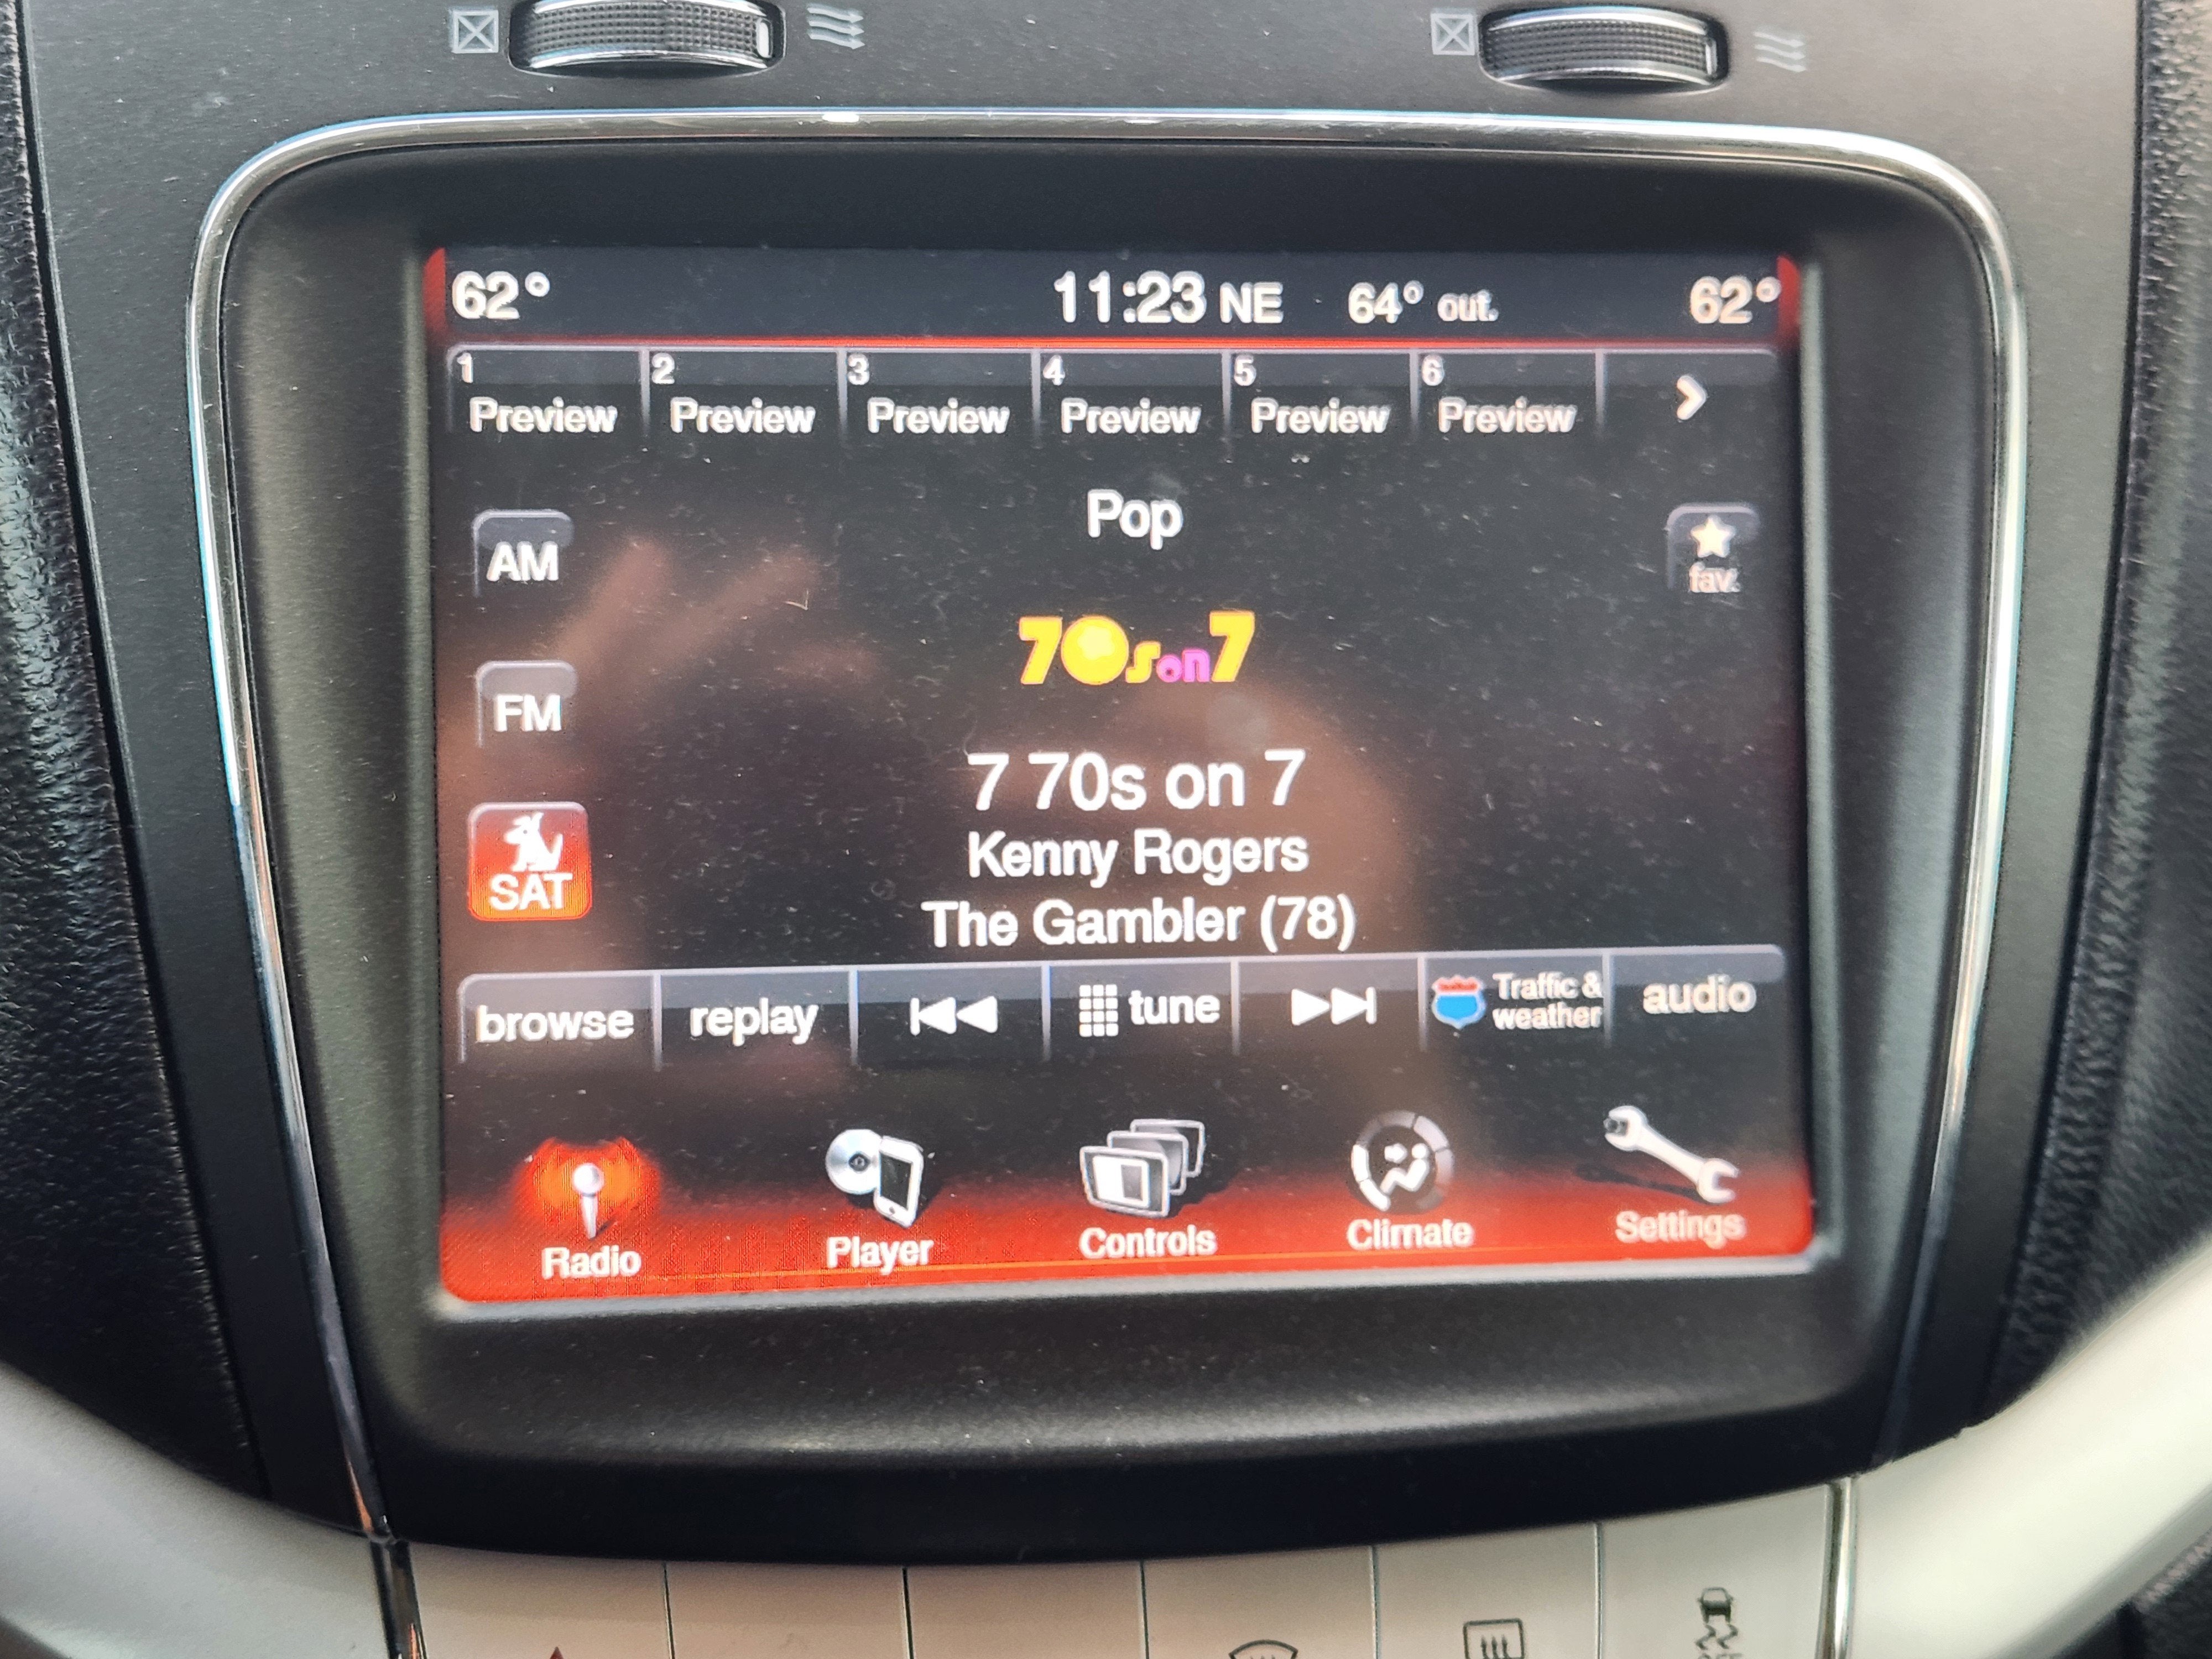 62° 11:23 NE 64° out. 62°
1 2 3 4 5 6
Preview Preview Preview Preview Preview Preview
Pop
AM
fav.
70s on 7
FM
7 70s on 7
Kenny Rogers
SAT
The Gambler (78)
browse replay tune Traffic & weather audio
Radio Player Controls Climate Settings